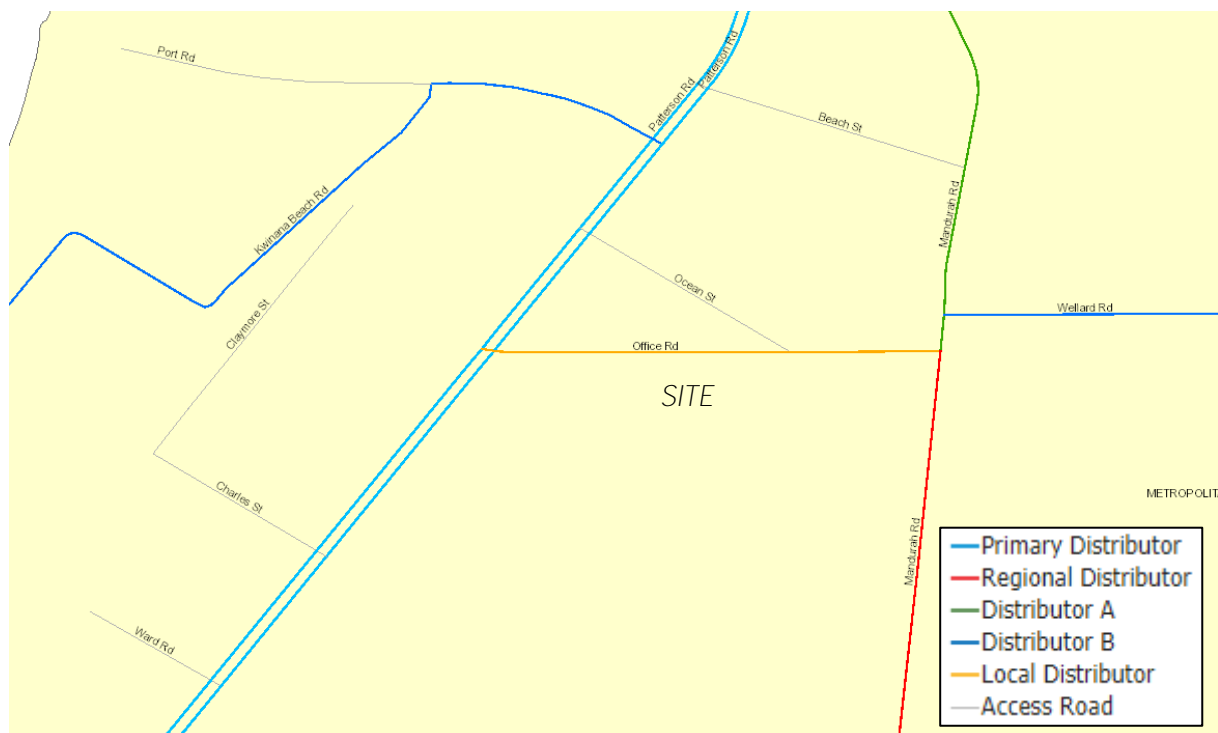 Port Rd
Patterson Rd
Patterson Rd
Beach St
Kwinana Beach Rd
Mandurah Rd
Ocean St
Claymore St
Wellard Rd
Office Rd
SITE
Charles St
METROPOLIT
Mandurah Rd
Ward Rd
Primary Distributor
Regional Distributor
Distributor A
Distributor B
Local Distributor
Access Road